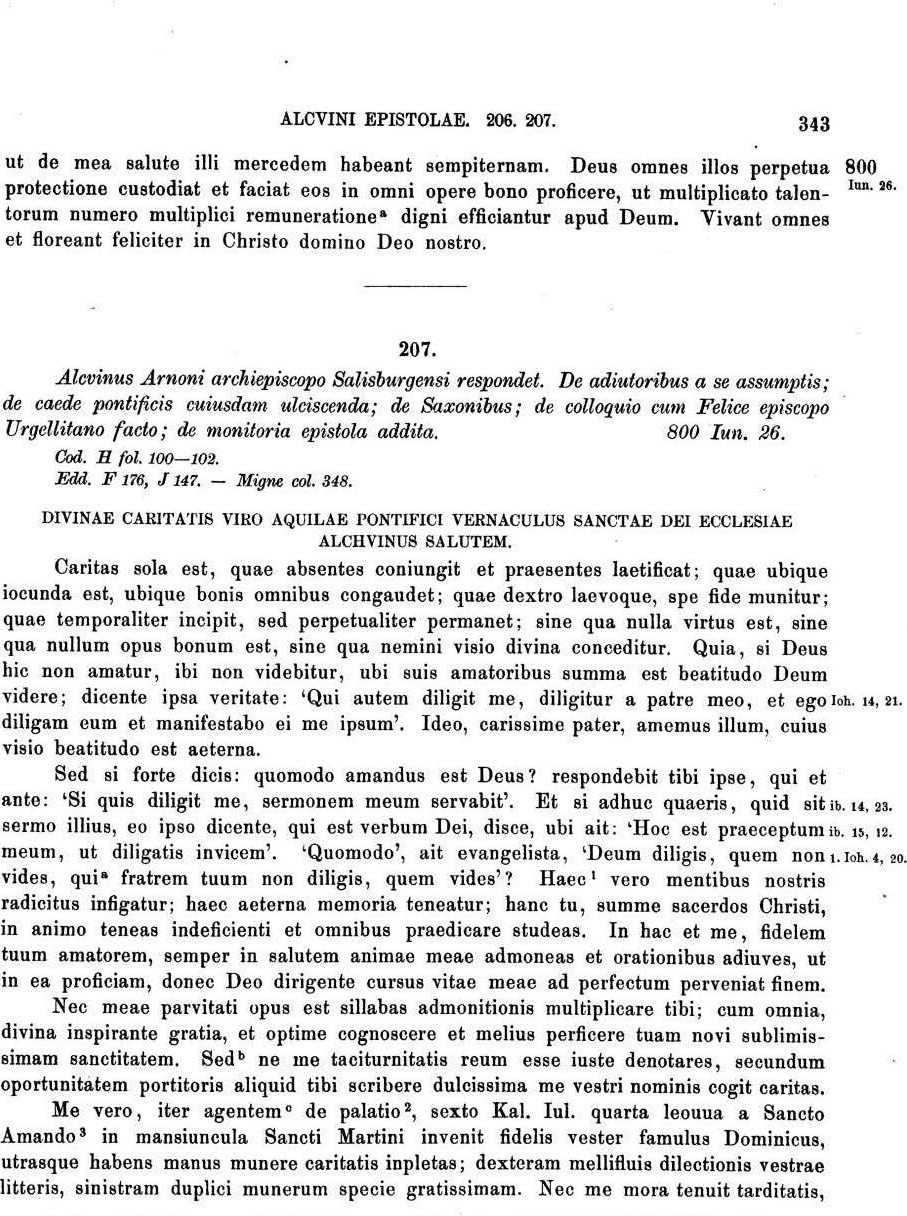 ALCVINI EPISTOLAE. 206. 207. 343
ut de mea salute illi mercedem habeant sempiternam. Deus omnes illos perpetua 800
protectione custodiat et faciat eos in omni opere bono proficere, ut multiplicato talen- Iun. 26.
torum numero multiplici remunerationeᵃ digni efficiantur apud Deum. Vivant omnes
et floreant feliciter in Christo domino Deo nostro.
207.
Alcvinus Arnoni archiepiscopo Salisburgensi respondet. De adiutoribus a se assumptis;
de caede pontificis cuiusdam ulciscenda; de Saxonibus; de colloquio cum Felice episcopo
Urgellitano facto; de monitoria epistola addita. 800 Iun. 26.
Cod. H fol. 100—102.
Edd. F 176, J 147. — Migne col. 348.
DIVINAE CARITATIS VIRO AQUILAE PONTIFICI VERNACULUS SANCTAE DEI ECCLESIAE
ALCHVINUS SALUTEM.
Caritas sola est, quae absentes coniungit et praesentes laetificat; quae ubique
iocunda est, ubique bonis omnibus congaudet; quae dextro laevoque, spe fide munitur;
quae temporaliter incipit, sed perpetualiter permanet; sine qua nulla virtus est, sine
qua nullum opus bonum est, sine qua nemini visio divina conceditur. Quia, si Deus
hic non amatur, ibi non videbitur, ubi suis amatoribus summa est beatitudo Deum
videre; dicente ipsa veritate: ‘Qui autem diligit me, diligitur a patre meo, et ego Ioh. 14, 21.
diligam eum et manifestabo ei me ipsum’. Ideo, carissime pater, amemus illum, cuius
visio beatitudo est aeterna.
Sed si forte dicis: quomodo amandus est Deus? respondebit tibi ipse, qui et
ante: ‘Si quis diligit me, sermonem meum servabit’. Et si adhuc quaeris, quid sit ib. 14, 23.
sermo illius, eo ipso dicente, qui est verbum Dei, disce, ubi ait: ‘Hoc est praeceptum ib. 15, 12.
meum, ut diligatis invicem’. ‘Quomodo’, ait evangelista, ‘Deum diligis, quem non 1. Ioh. 4, 20.
vides, quiᵃ fratrem tuum non diligis, quem vides’? Haec¹ vero mentibus nostris
radicitus infigatur; haec aeterna memoria teneatur; hanc tu, summe sacerdos Christi,
in animo teneas indeficienti et omnibus praedicare studeas. In hac et me, fidelem
tuum amatorem, semper in salutem animae meae admoneas et orationibus adiuves, ut
in ea proficiam, donec Deo dirigente cursus vitae meae ad perfectum perveniat finem.
Nec meae parvitati opus est sillabas admonitionis multiplicare tibi; cum omnia,
divina inspirante gratia, et optime cognoscere et melius perficere tuam novi sublimis-
simam sanctitatem. Sedᵇ ne me taciturnitatis reum esse iuste denotares, secundum
oportunitatem portitoris aliquid tibi scribere dulcissima me vestri nominis cogit caritas.
Me vero, iter agentemᶜ de palatio², sexto Kal. Iul. quarta leouua a Sancto
Amando³ in mansiuncula Sancti Martini invenit fidelis vester famulus Dominicus,
utrasque habens manus munere caritatis inpletas; dexteram mellifluis dilectionis vestrae
litteris, sinistram duplici munerum specie gratissimam. Nec me mora tenuit tarditatis,